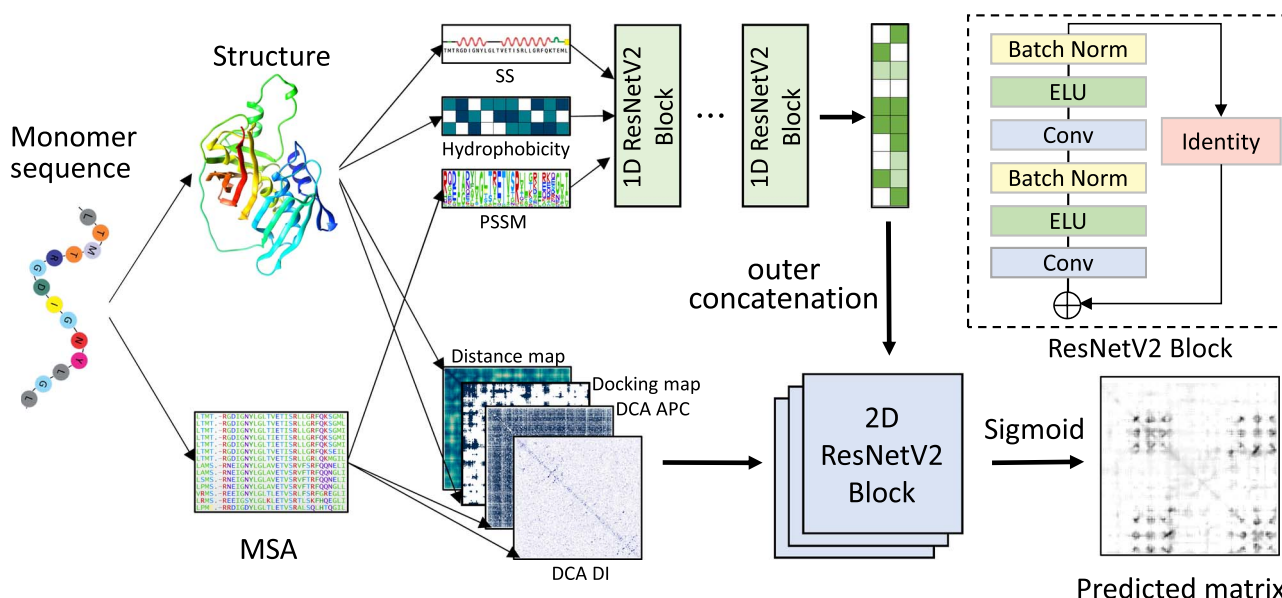 Monomer
sequence
L
T
M
T
R
G
D
I
G
N
Y
L
G
L
Structure
MSA
TMTRGDIGNYLGLTVETISRLLGRFQKTEML
SS
Hydrophobicity
PSSM
1D ResNetV2
Block
...
1D ResNetV2
Block
outer
concatenation
Distance map
Docking map
DCA APC
DCA DI
2D
ResNetV2
Block
Sigmoid
Predicted matrix
Batch Norm
ELU
Conv
Batch Norm
ELU
Conv
Identity
ResNetV2 Block